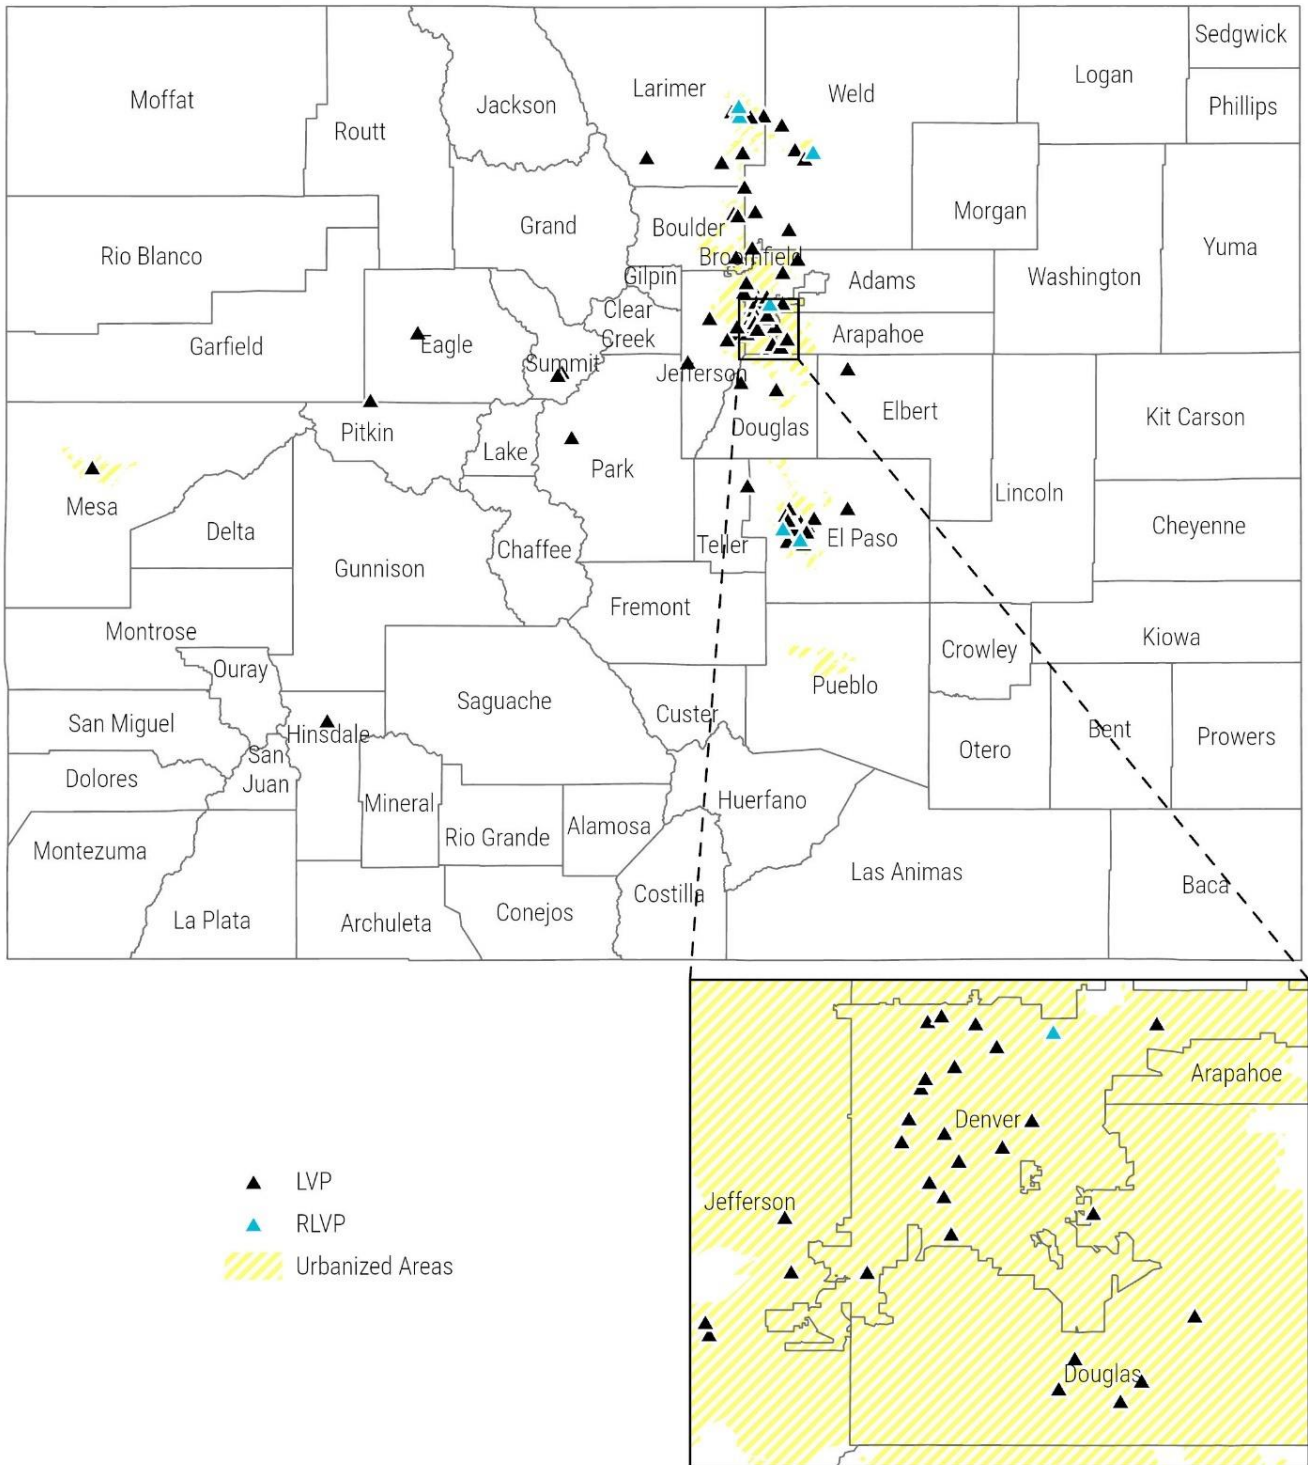 Sedgwick
Moffat
Larimer
Weld
Logan
Jackson
Phillips
Routt
Morgan
Grand
Boulder
Rio Blanco
Yuma
Broomfield
Gilpin
Adams
Washington
Clear
Creek
Garfield
Eagle
Arapahoe
Summit
Jefferson
Elbert
Kit Carson
Pitkin
Lake
Douglas
Park
Lincoln
Mesa
Delta
Chaffee
Teller
El Paso
Cheyenne
Gunnison
Fremont
Montrose
Kiowa
Crowley
Ouray
Pueblo
Saguache
San Miguel
Custer
Hinsdale
Bent
Prowers
Otero
San
Juan
Dolores
Mineral
Huerfano
Rio Grande
Alamosa
Montezuma
Las Animas
Baca
Costilla
La Plata
Archuleta
Conejos
Arapahoe
Denver
Jefferson
Douglas
LVP
RLVP
Urbanized Areas